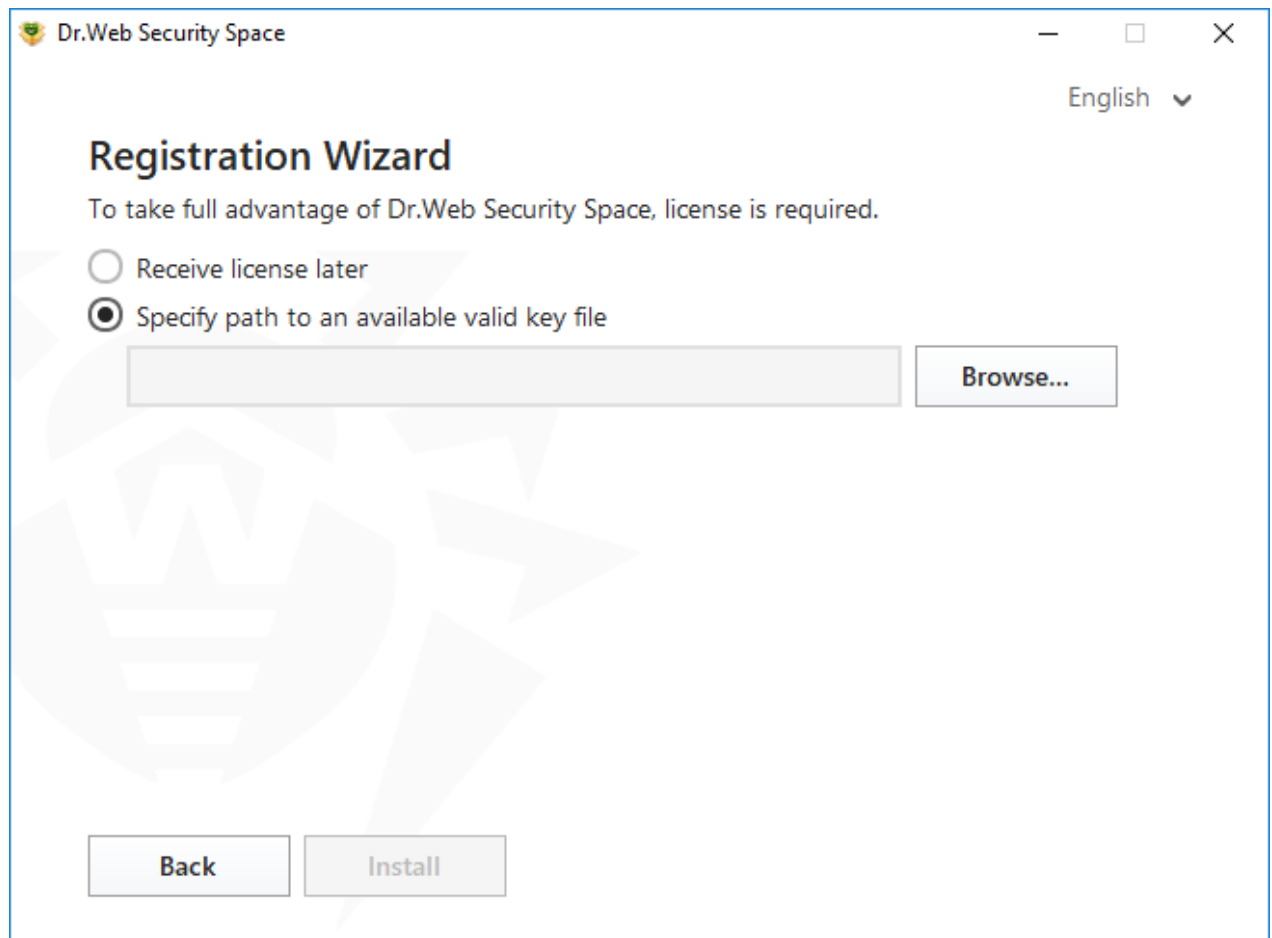 Dr.Web Security Space
English
Registration Wizard
To take full advantage of Dr.Web Security Space, license is required.
Receive license later
Specify path to an available valid key file
Browse...
Back Install